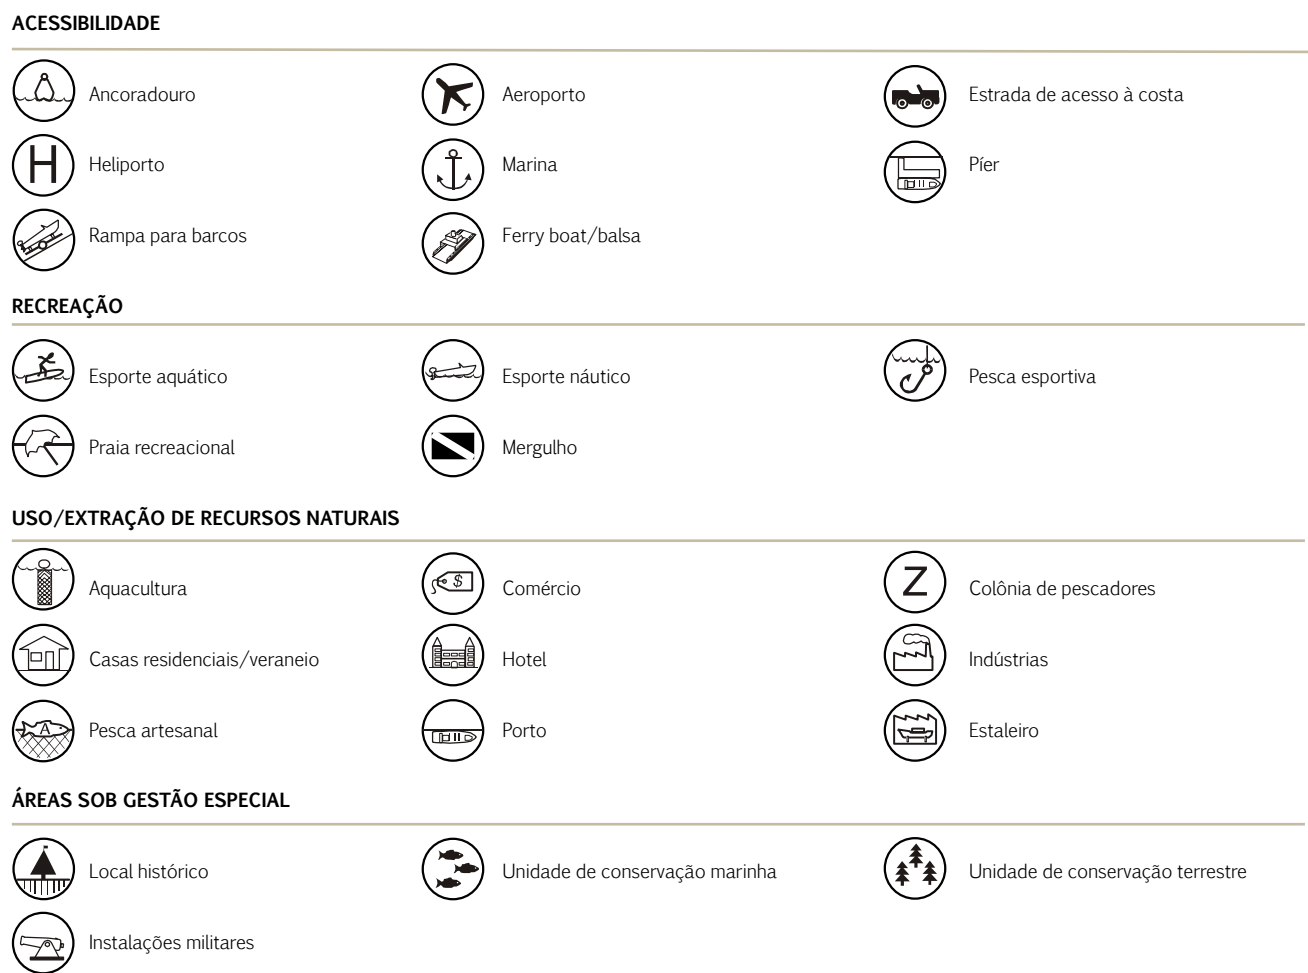 ACESSIBILIDADE
Ancoradouro
Aeroporto
Estrada de acesso à costa
H
Heliporto
Marina
Píer
Rampa para barcos
Ferry boat/balsa
RECREAÇÃO
Esporte aquático
Esporte náutico
Pesca esportiva
Praia recreacional
Mergulho
USO/EXTRAÇÃO DE RECURSOS NATURAIS
Aquacultura
$
Comércio
Z
Colônia de pescadores
Casas residenciais/veraneio
Hotel
Indústrias
A
Pesca artesanal
Porto
Estaleiro
ÁREAS SOB GESTÃO ESPECIAL
Local histórico
Unidade de conservação marinha
Unidade de conservação terrestre
Instalações militares